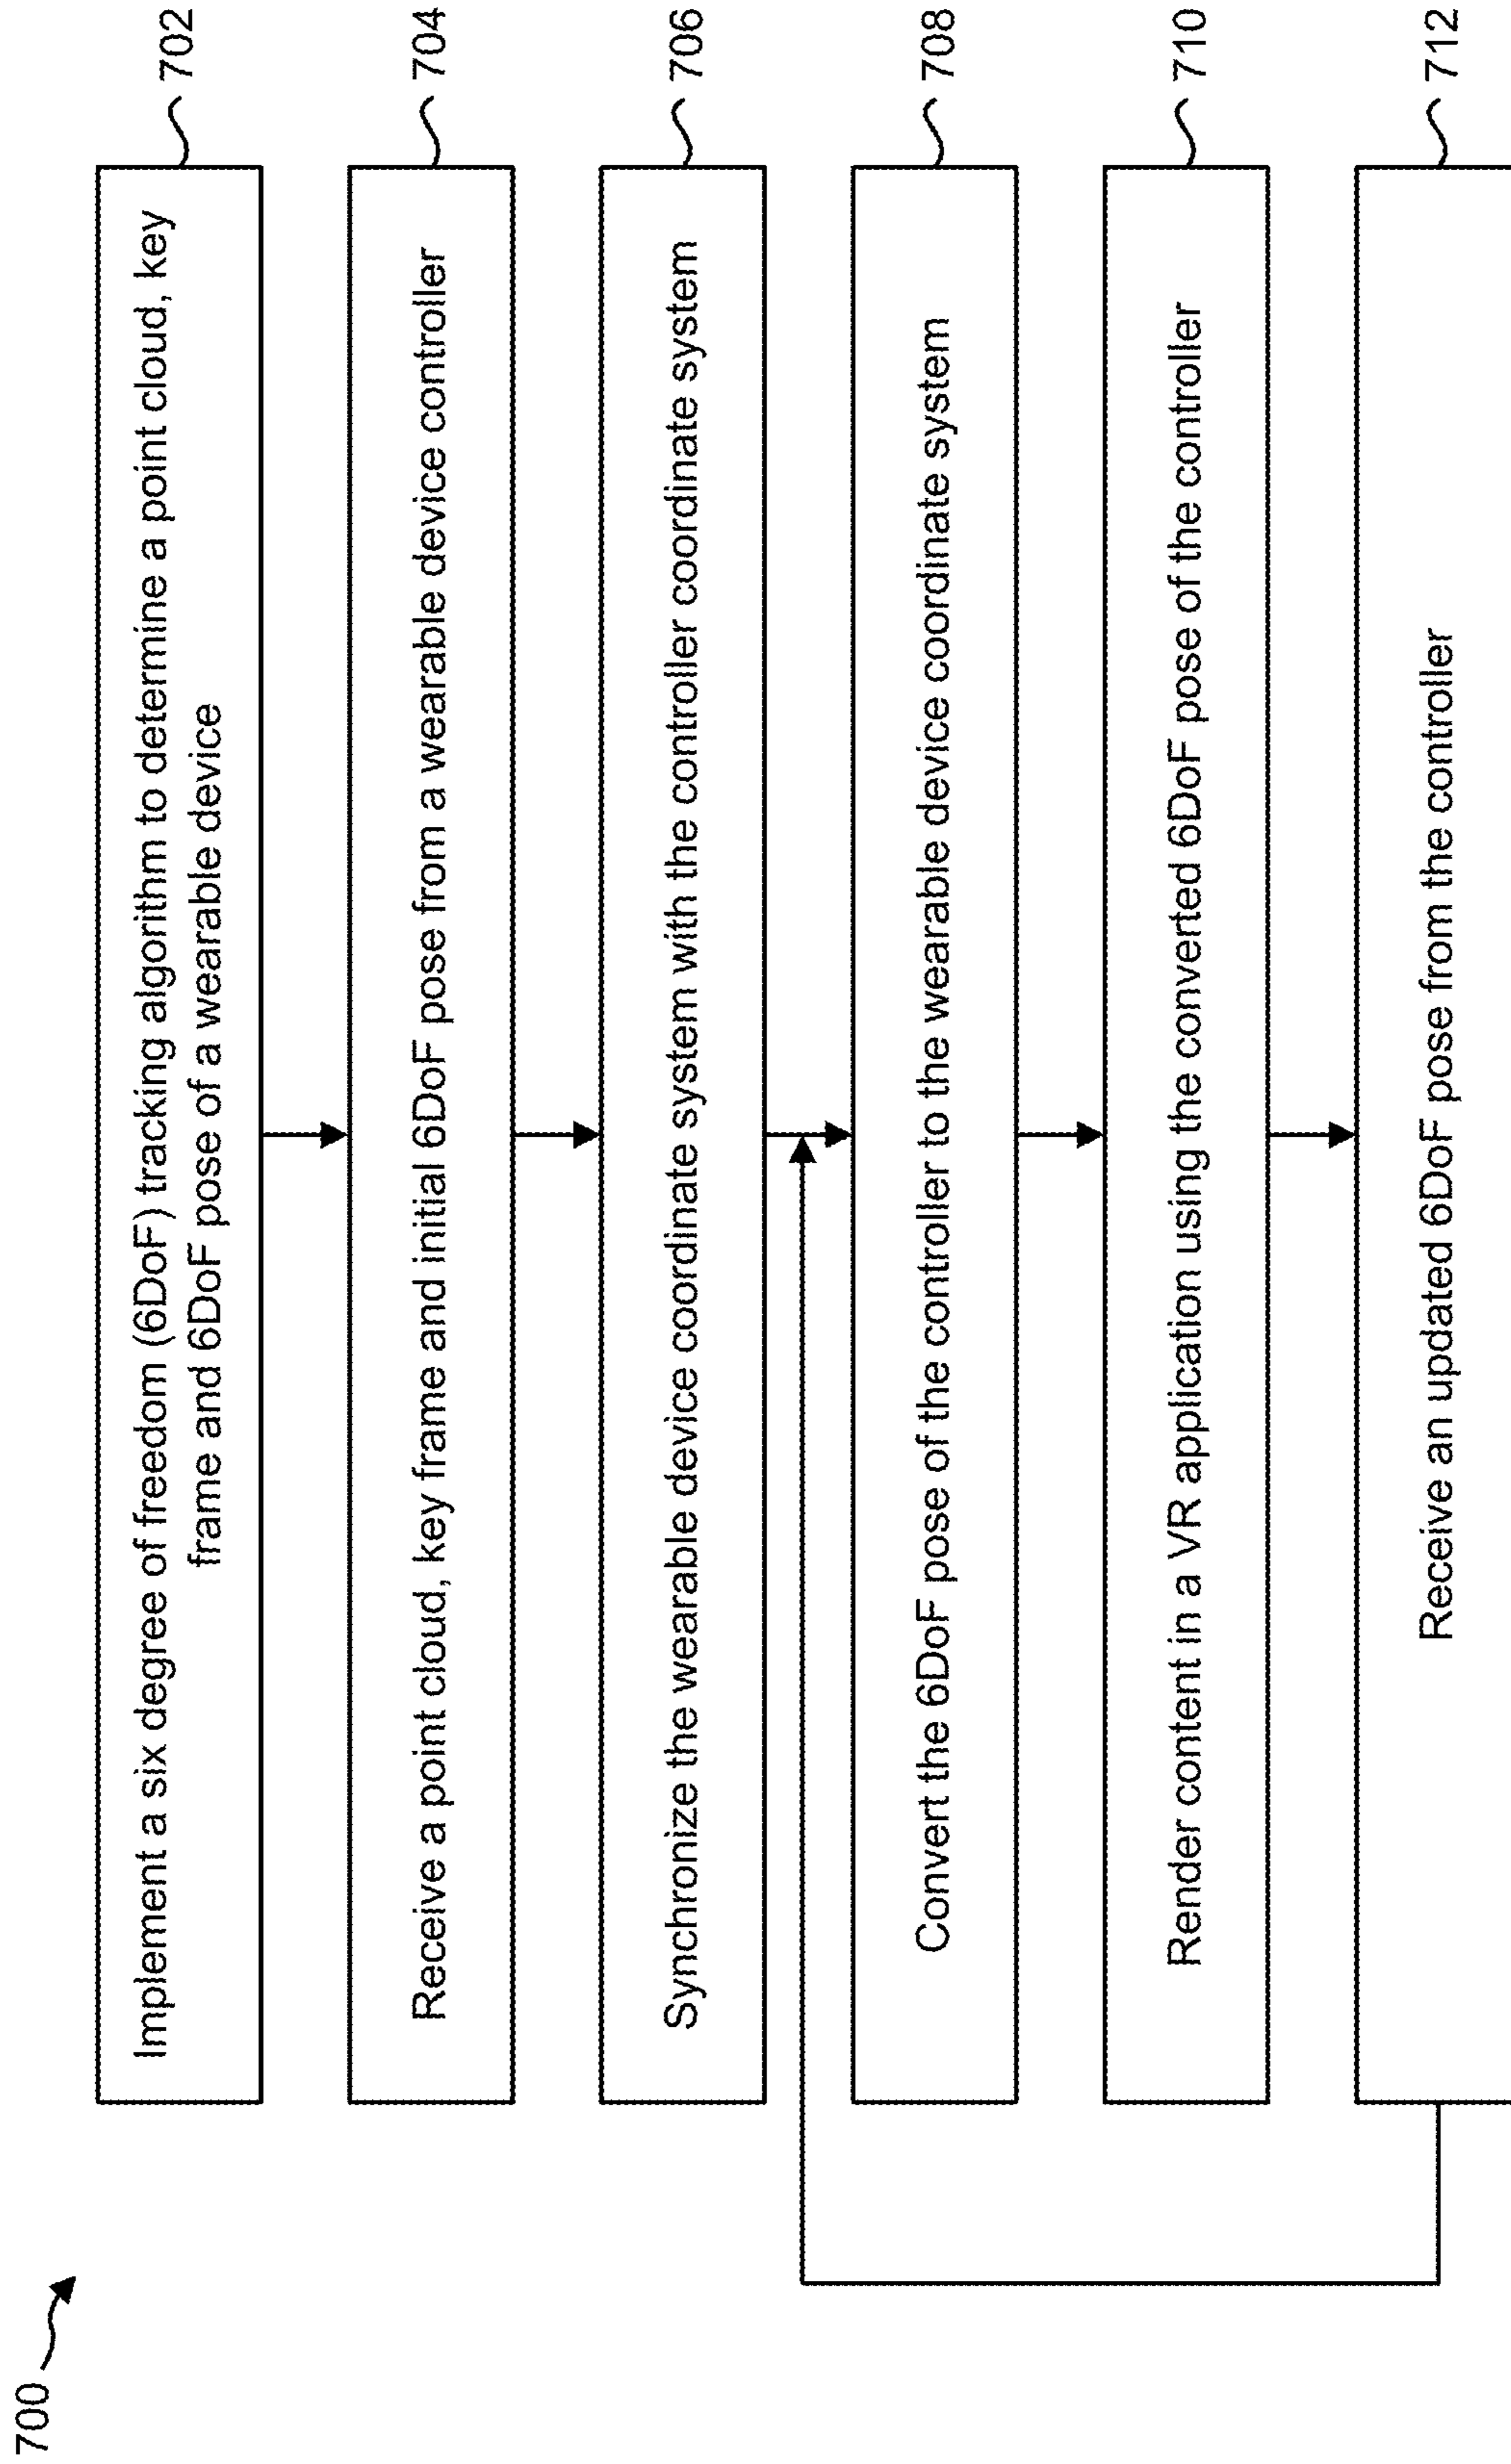 700
Implement a six degree of freedom (6DoF) tracking algorithm to determine a point cloud, key
frame and 6DoF pose of a wearable device
702
Receive a point cloud, key frame and initial 6DoF pose from a wearable device controller
704
Synchronize the wearable device coordinate system with the controller coordinate system
706
Convert the 6DoF pose of the controller to the wearable device coordinate system
708
Render content in a VR application using the converted 6DoF pose of the controller
710
Receive an updated 6DoF pose from the controller
712